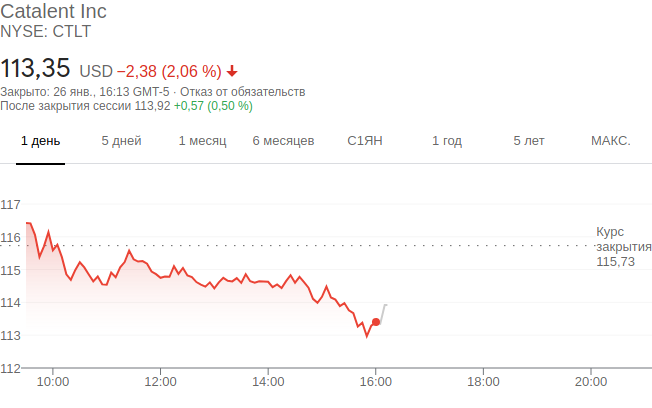 Catalent Inc
NYSE: CTLT
113,35 USD −2,38 (2,06 %)
Закрыто: 26 янв., 16:13 GMT-5 · Отказ от обязательств
После закрытия сессии 113,92 +0,57 (0,50 %)
1 день 5 дней 1 месяц 6 месяцев С1ЯН 1 год 5 лет МАКС.
117
116
115
114
113
112
Курс
закрытия
115,73
10:00 12:00 14:00 16:00 18:00 20:00